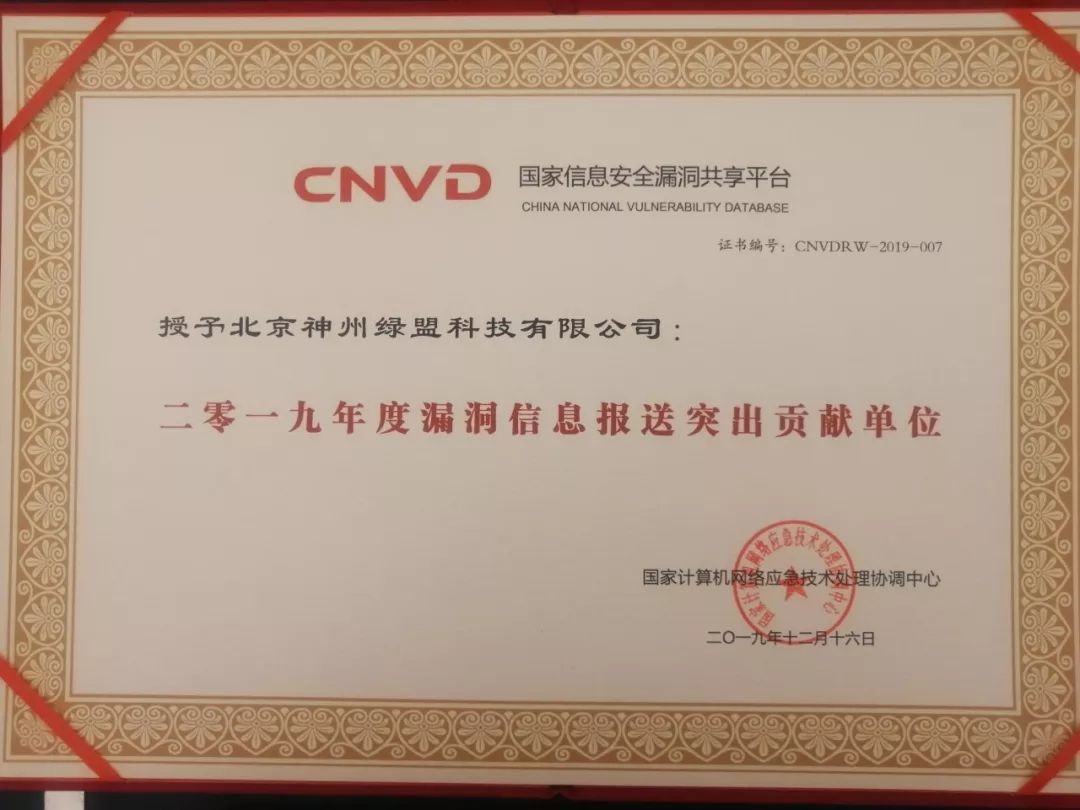 CNVD 国家信息安全漏洞共享平台
CHINA NATIONAL VULNERABILITY DATABASE
证书编号：CNVDRW-2019-007
授予北京神州绿盟科技有限公司：
二零一九年度漏洞信息报送突出贡献单位
国家计算机网络应急技术处理协调中心
二〇一九年十二月十六日
国家计算机网络应急技术处理协调中心